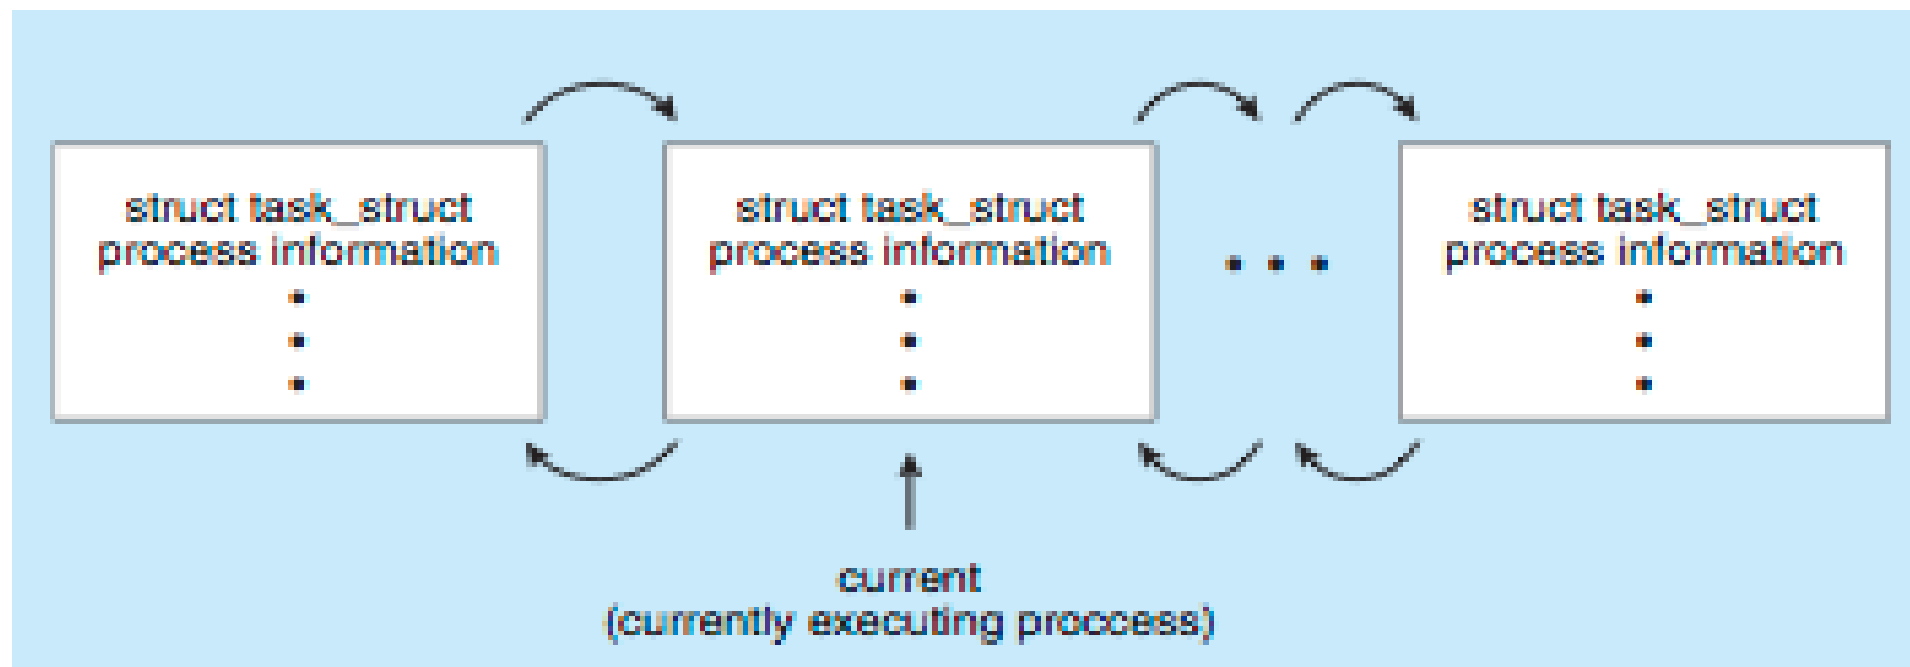 struct task_struct
process information
struct task_struct
process information
struct task_struct
process information
current
(currently executing proccess)